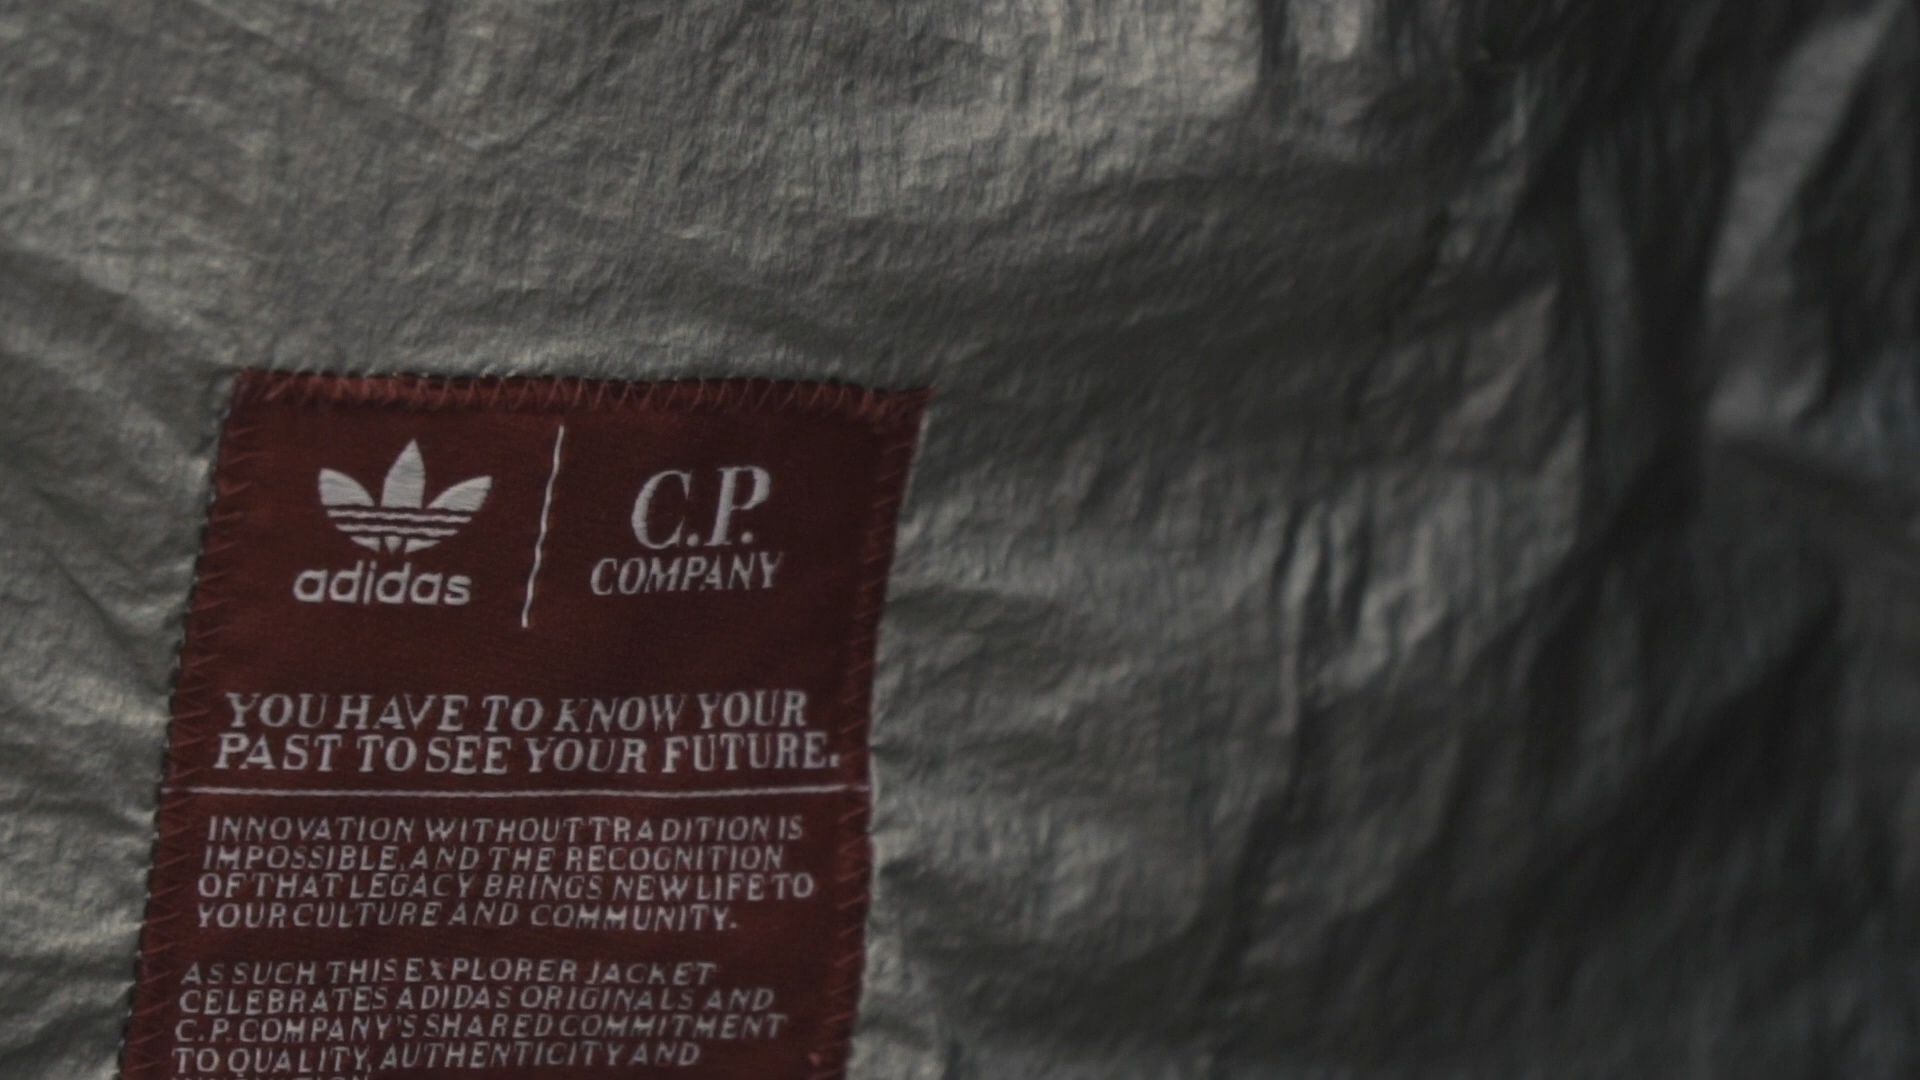 adidas
C.P.
COMPANY
YOU HAVE TO KNOW YOUR
PAST TO SEE YOUR FUTURE.
INNOVATION WITHOUT TRADITION IS
IMPOSSIBLE, AND THE RECOGNITION
OF THAT LEGACY BRINGS NEW LIFE TO
YOUR CULTURE AND COMMUNITY.
AS SUCH THIS EXPLORER JACKET
CELEBRATES ADIDAS ORIGINALS AND
C.P. COMPANY'S SHARED COMMITMENT
TO QUALITY, AUTHENTICITY AND